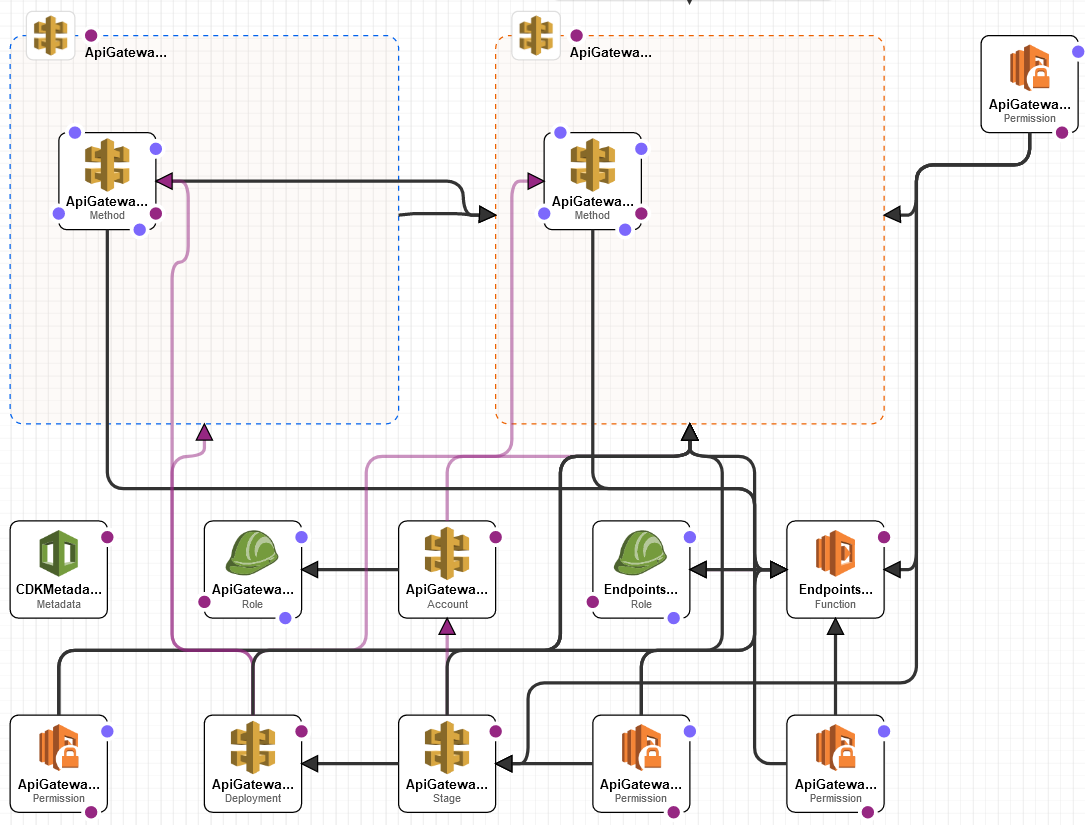 ApiGatewa...
ApiGatewa...
ApiGatewa...
Permission
ApiGatewa...
Method
ApiGatewa...
Method
CDKMetada...
Metadata
ApiGatewa...
Role
ApiGatewa...
Account
Endpoints...
Role
Endpoints...
Function
ApiGatewa...
Permission
ApiGatewa...
Deployment
ApiGatewa...
Stage
ApiGatewa...
Permission
ApiGatewa...
Permission